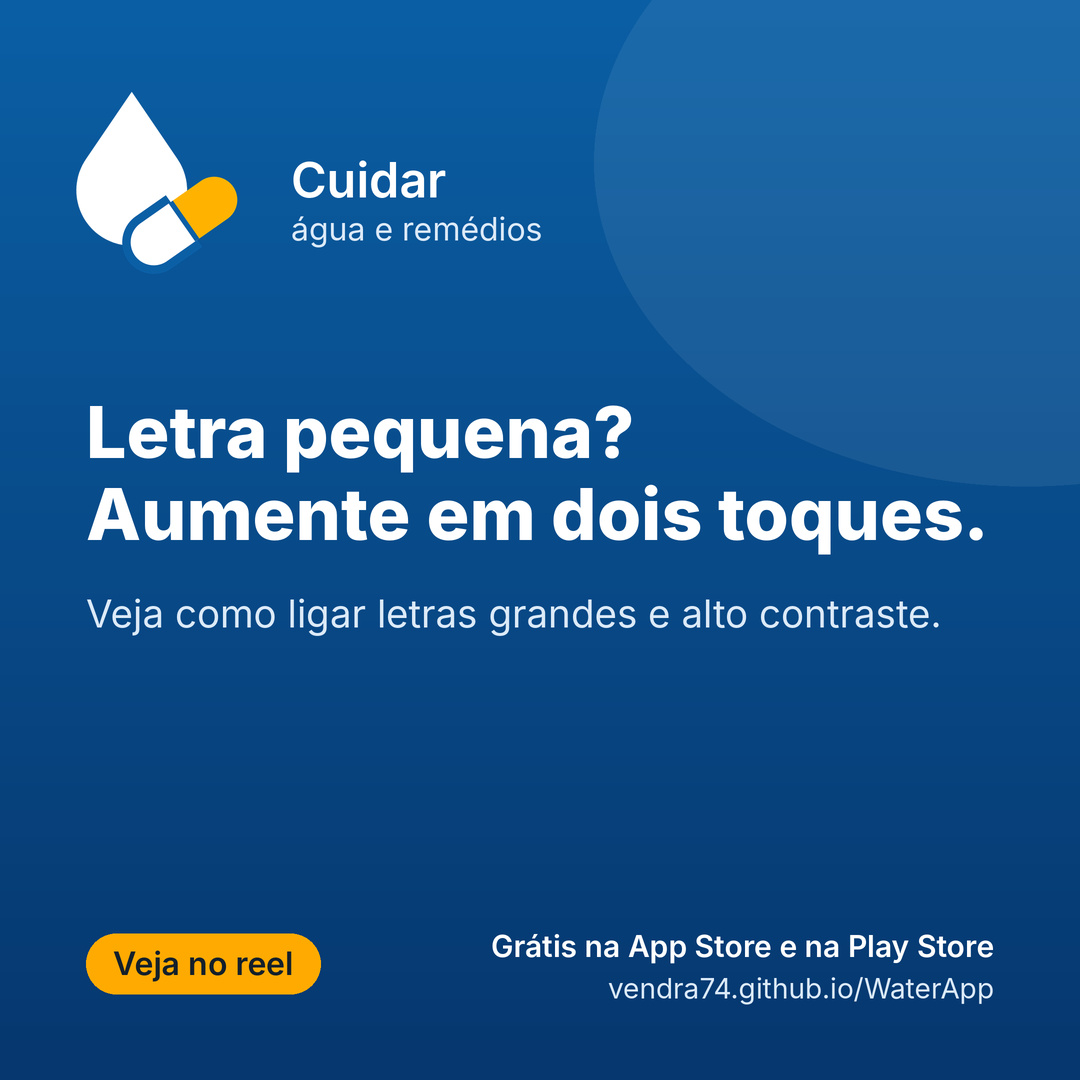 Cuidar
água e remédios
Letra pequena?
Aumente em dois toques.
Veja como ligar letras grandes e alto contraste.
Veja no reel
Grátis na App Store e na Play Store
vendra74.github.io/WaterApp